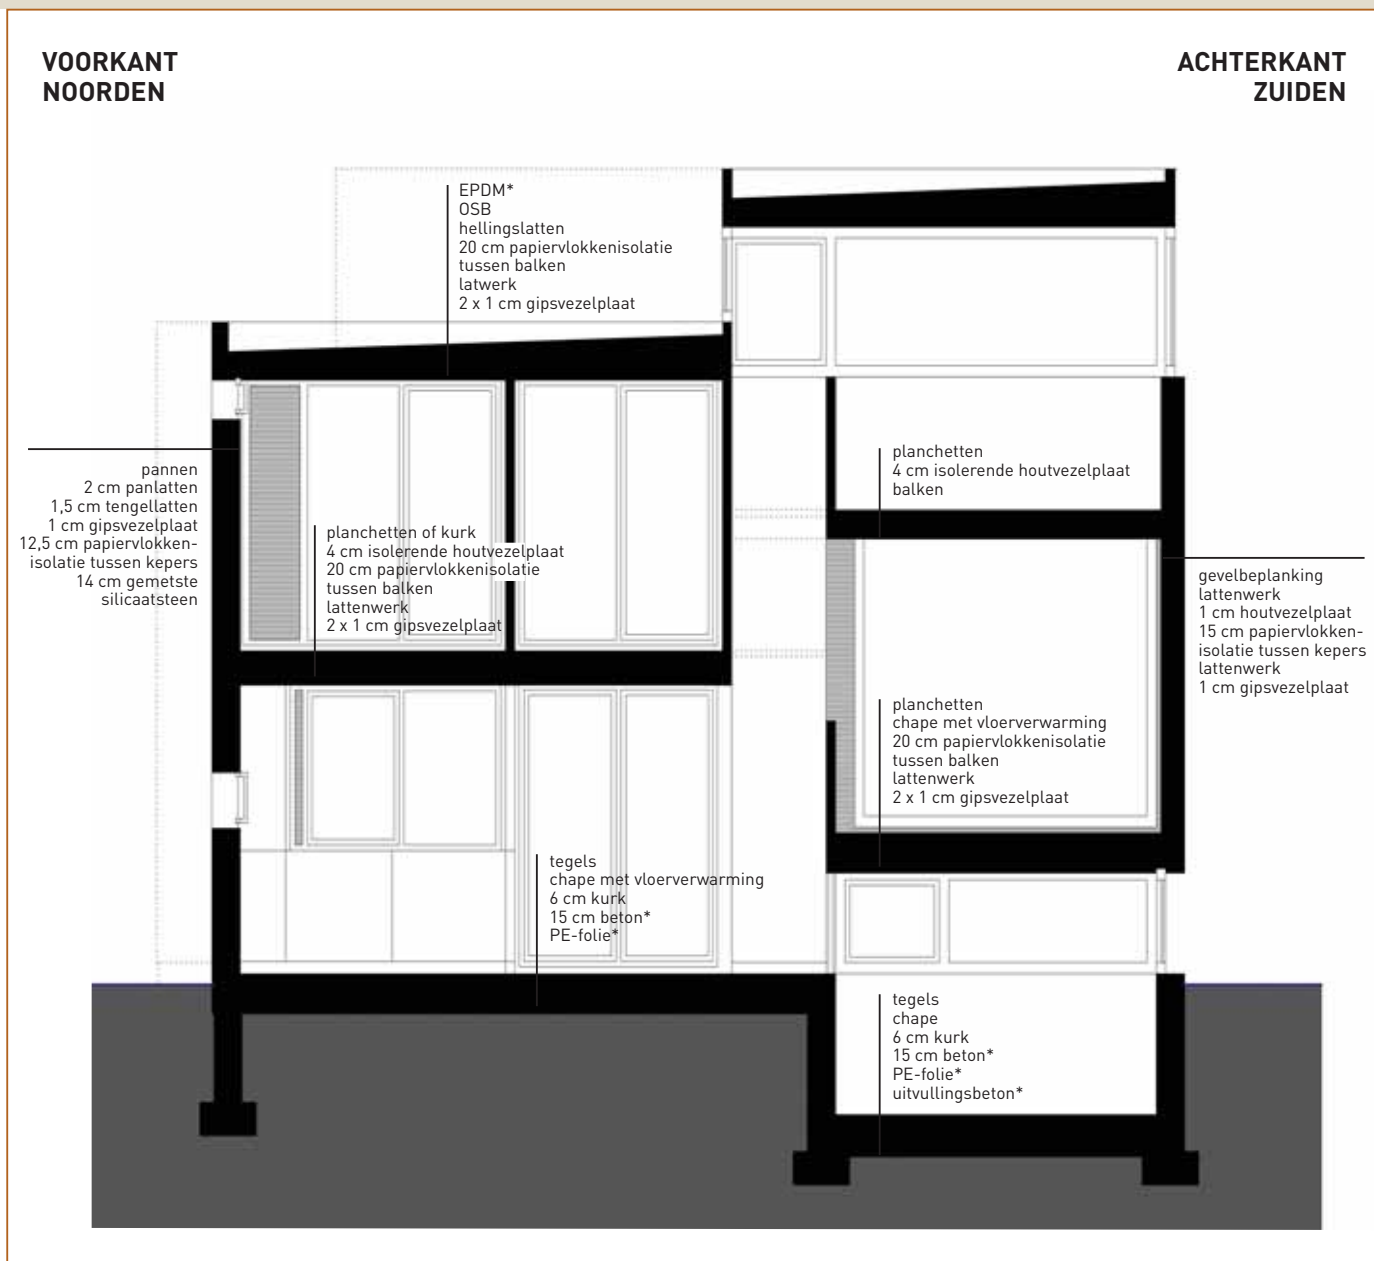 VOORKANT
NOORDEN
ACHTERKANT
ZUIDEN
EPDM*
OSB
hellingslatten
20 cm papiervlokkenisolatie
tussen balken
latwerk
2 x 1 cm gipsvezelplaat
pannen
2 cm panlatten
1,5 cm tengellatten
1 cm gipsvezelplaat
12,5 cm papiervlokken-
isolatie tussen kepers
14 cm gemetste
silicaatsteen
planchetten of kurk
4 cm isolerende houtvezelplaat
20 cm papiervlokkenisolatie
tussen balken
lattenwerk
2 x 1 cm gipsvezelplaat
planchetten
4 cm isolerende houtvezelplaat
balken
gevelbeplanking
lattenwerk
1 cm houtvezelplaat
15 cm papiervlokken-
isolatie tussen kepers
lattenwerk
1 cm gipsvezelplaat
planchetten
chape met vloerverwarming
20 cm papiervlokkenisolatie
tussen balken
lattenwerk
2 x 1 cm gipsvezelplaat
tegels
chape met vloerverwarming
6 cm kurk
15 cm beton*
PE-folie*
tegels
chape
6 cm kurk
15 cm beton*
PE-folie*
uitvullingsbeton*